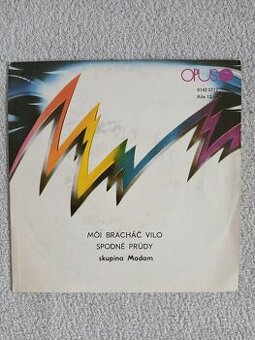 OPUS
MÔJ BRACHÁČ VILO
SPODNÉ PRÚDY
skupina Madam